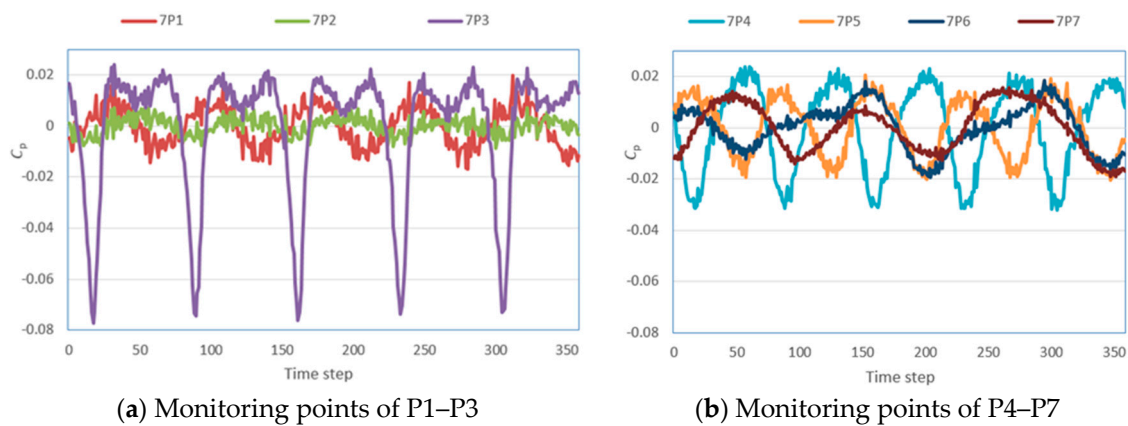 7P1 7P2 7P3
0.02
0
-0.02
-0.04
-0.06
-0.08
Cp
0 50 100 150 200 250 300 350
Time step
(a) Monitoring points of P1–P3
7P4 7P5 7P6 7P7
0.02
0
-0.02
-0.04
-0.06
-0.08
Cp
0 50 100 150 200 250 300 350
Time step
(b) Monitoring points of P4–P7